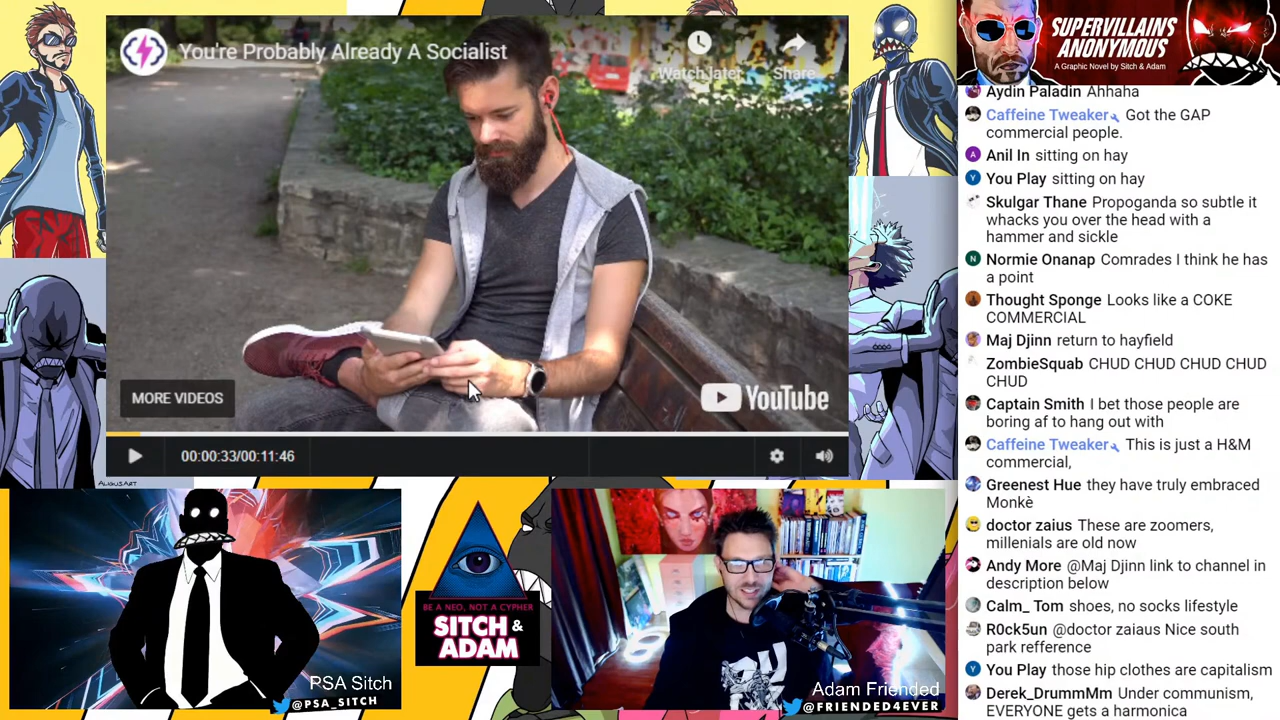 You're Probably Already A Socialist
Watch later
Share
MORE VIDEOS
YouTube
00:00:33/00:11:46
ALIGUSART
PSA Sitch
@PSA_SITCH
BE A NEO, NOT A CYPHER
SITCH &
ADAM
Adam Friended
@FRIENDED4EVER
SUPERVILLAINS
ANONYMOUS
A Graphic Novel by Sitch & Adam
Aydin Paladin Ahhaha
Caffeine Tweaker Got the GAP
commercial people.
A Anil In sitting on hay
Y You Play sitting on hay
Skulgar Thane Propoganda so subtle it
whacks you over the head with a
hammer and sickle
N Normie Onanap Comrades I think he has
a point
Thought Sponge Looks like a COKE
COMMERCIAL
Maj Djinn return to hayfield
ZombieSquab CHUD CHUD CHUD CHUD
CHUD
Captain Smith I bet those people are
boring af to hang out with
Caffeine Tweaker This is just a H&M
commercial,
Greenest Hue they have truly embraced
Monkè
doctor zaius These are zoomers,
millenials are old now
Andy More @Maj Djinn link to channel in
description below
Calm_ Tom shoes, no socks lifestyle
R0ck5un @doctor zaius Nice south
park refference
Y You Play those hip clothes are capitalism
Derek_DrummMm Under communism,
EVERYONE gets a harmonica